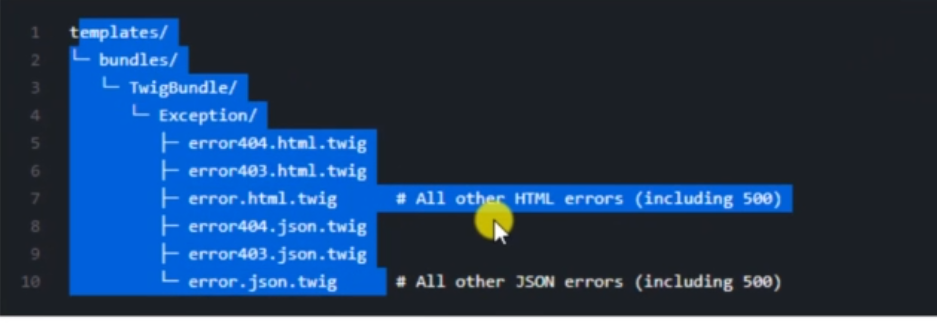 1 templates/
2 └─ bundles/
3 └─ TwigBundle/
4 └─ Exception/
5 ├─ error404.html.twig
6 ├─ error403.html.twig
7 ├─ error.html.twig # All other HTML errors (including 500)
8 ├─ error404.json.twig
9 ├─ error403.json.twig
10 └─ error.json.twig # All other JSON errors (including 500)